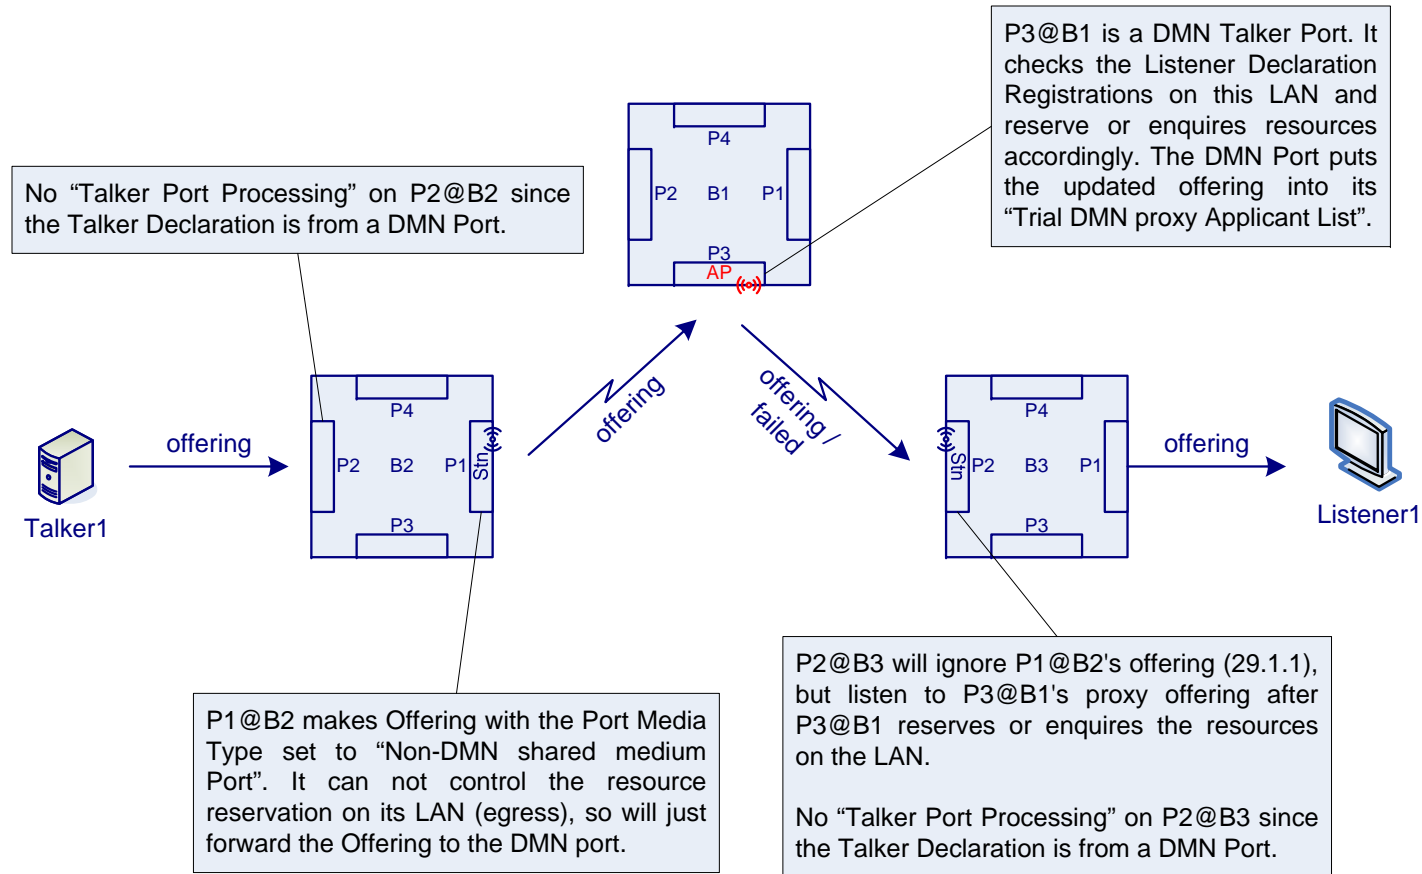 P3@B1 is a DMN Talker Port. It
checks the Listener Declaration
Registrations on this LAN and
reserve or enquires resources
accordingly. The DMN Port puts
the updated offering into its
“Trial DMN proxy Applicant List”.
P4
P2
B1
P1
P3
AP
No “Talker Port Processing” on P2@B2 since
the Talker Declaration is from a DMN Port.
offering
Talker1
P4
P2
B2
P1
Stn
P3
offering
offering /
failed
P4
Stn
P2
B3
P1
P3
offering
Listener1
P1@B2 makes Offering with the Port Media
Type set to “Non-DMN shared medium
Port”. It can not control the resource
reservation on its LAN (egress), so will just
forward the Offering to the DMN port.
P2@B3 will ignore P1@B2's offering (29.1.1),
but listen to P3@B1's proxy offering after
P3@B1 reserves or enquires the resources
on the LAN.
No “Talker Port Processing” on P2@B3 since
the Talker Declaration is from a DMN Port.